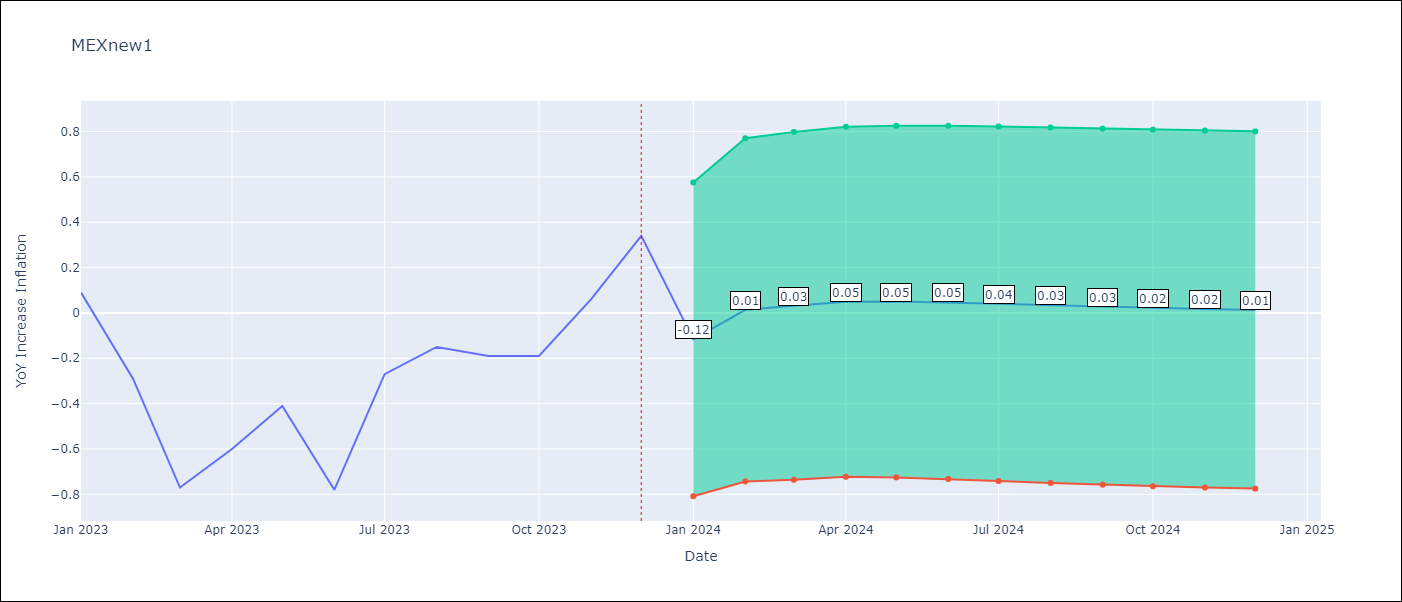 MEXnew1
YoY Increase Inflation
0.8
0.6
0.4
0.2
0
−0.2
−0.4
−0.6
−0.8
-0.12
0.01
0.03
0.05
0.05
0.05
0.04
0.03
0.03
0.02
0.02
0.01
Jan 2023
Apr 2023
Jul 2023
Oct 2023
Jan 2024
Apr 2024
Jul 2024
Oct 2024
Jan 2025
Date